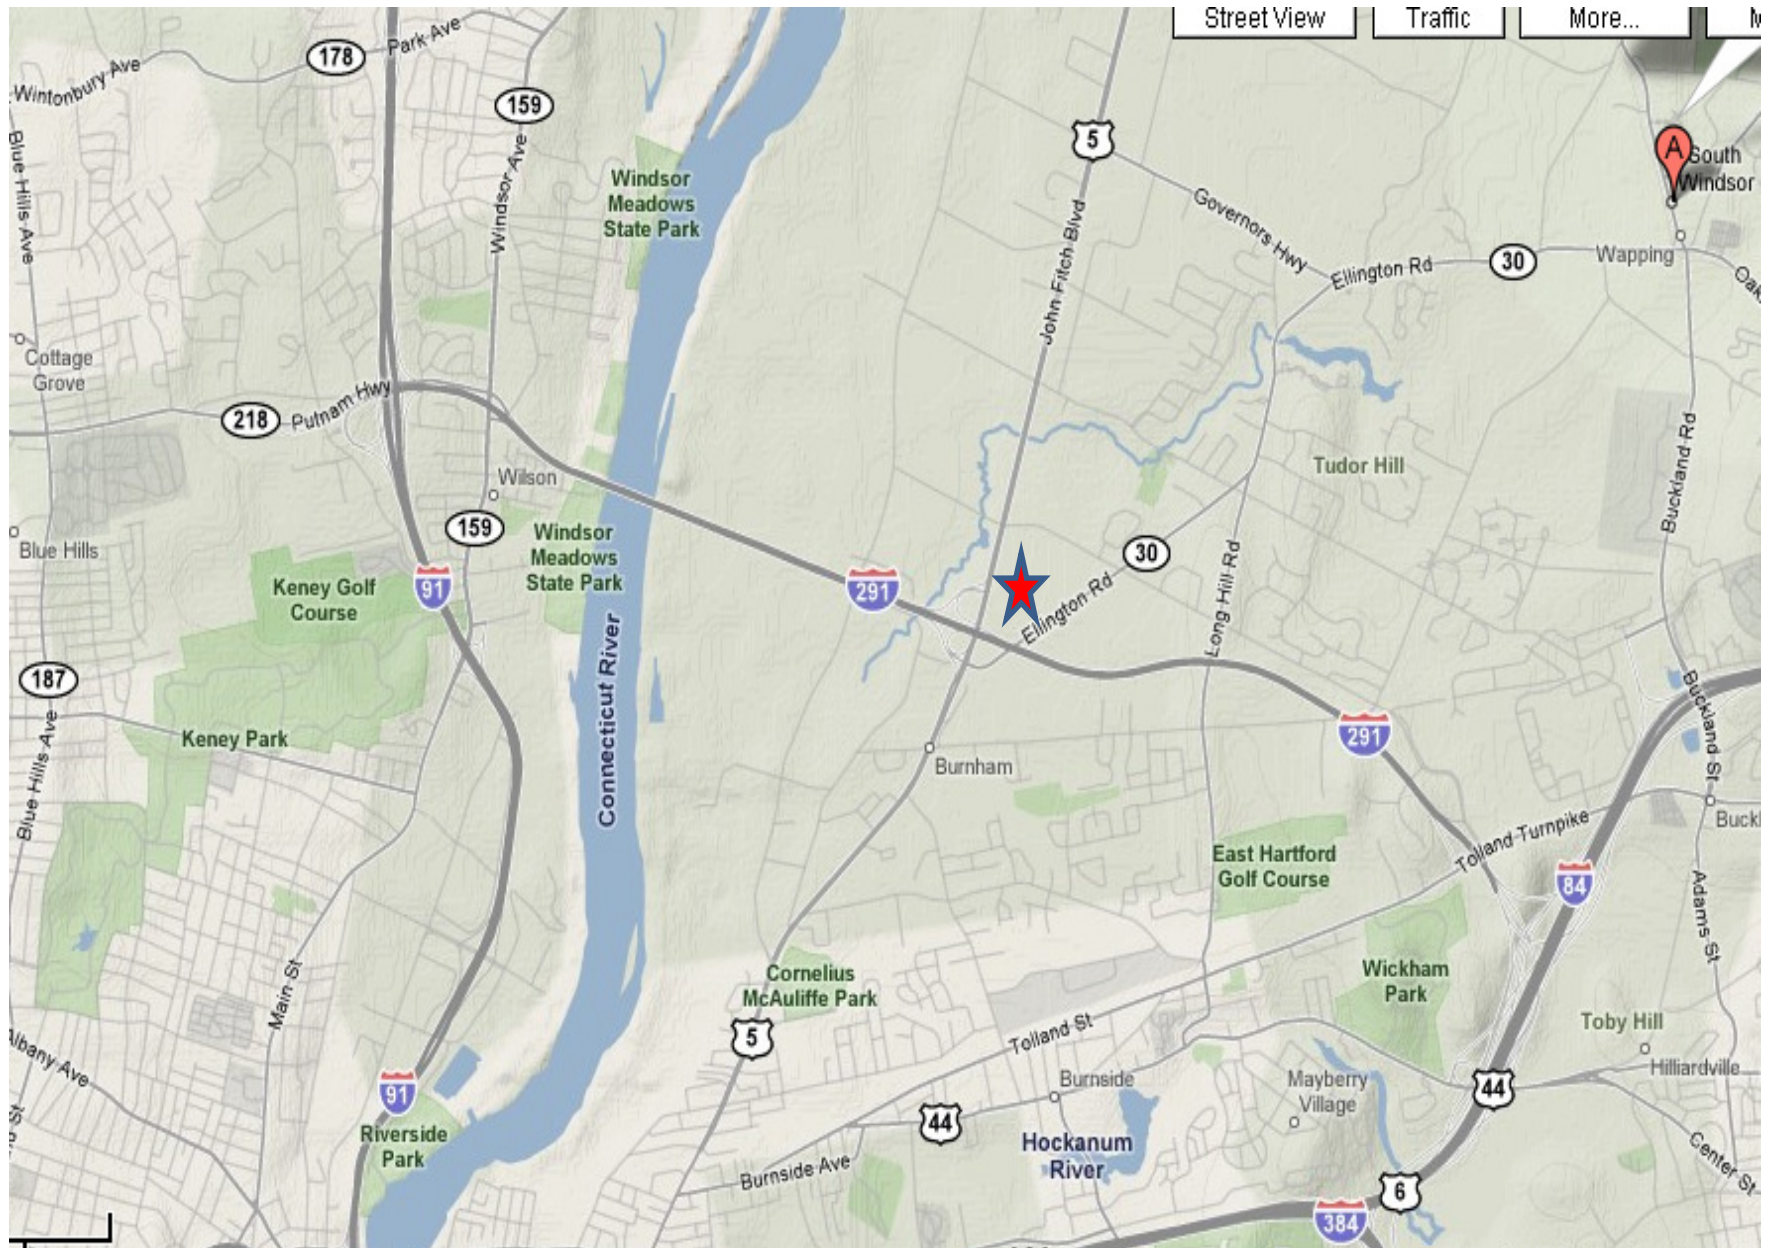 Street View
Traffic
More...
178
Park Ave
Wintonbury Ave
159
5
Blue Hills Ave
Windsor Ave
Windsor
Meadows
State Park
A
South
Windsor
Governors Hwy
John Fitch Blvd
Ellington Rd
30
Wapping
Cottage
Grove
218
Putnam Hwy
Wilson
Tudor Hill
Buckland Rd
159
Blue Hills
Windsor
Meadows
State Park
30
Keney Golf
Course
91
291
Ellington Rd
Long Hill Rd
187
Connecticut River
Buckland St
Keney Park
291
Blue Hills Ave
Burnham
Tolland Turnpike
East Hartford
Golf Course
84
Adams St
Main St
Cornelius
McAuliffe Park
Wickham
Park
5
Tolland St
Toby Hill
Albany Ave
91
Burnside
Mayberry
Village
44
Hilliardville
44
Riverside
Park
Hockanum
River
Burnside Ave
Center St
6
384